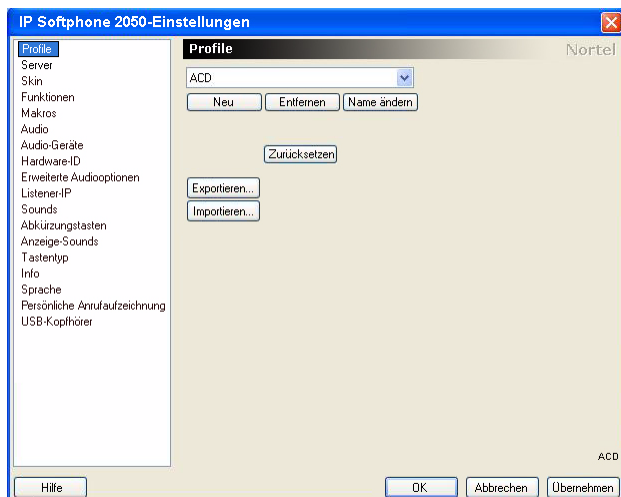 IP Softphone 2050-Einstellungen
Profile
Server
Skin
Funktionen
Makros
Audio
Audio-Geräte
Hardware-ID
Erweiterte Audiooptionen
Listener-IP
Sounds
Abkürzungstasten
Anzeige-Sounds
Tastentyp
Info
Sprache
Persönliche Anrufaufzeichnung
USB-Kopfhörer
Profile
Nortel
ACD
Neu
Entfernen
Name ändern
Zurücksetzen
Exportieren...
Importieren...
ACD
Hilfe
OK
Abbrechen
Übernehmen